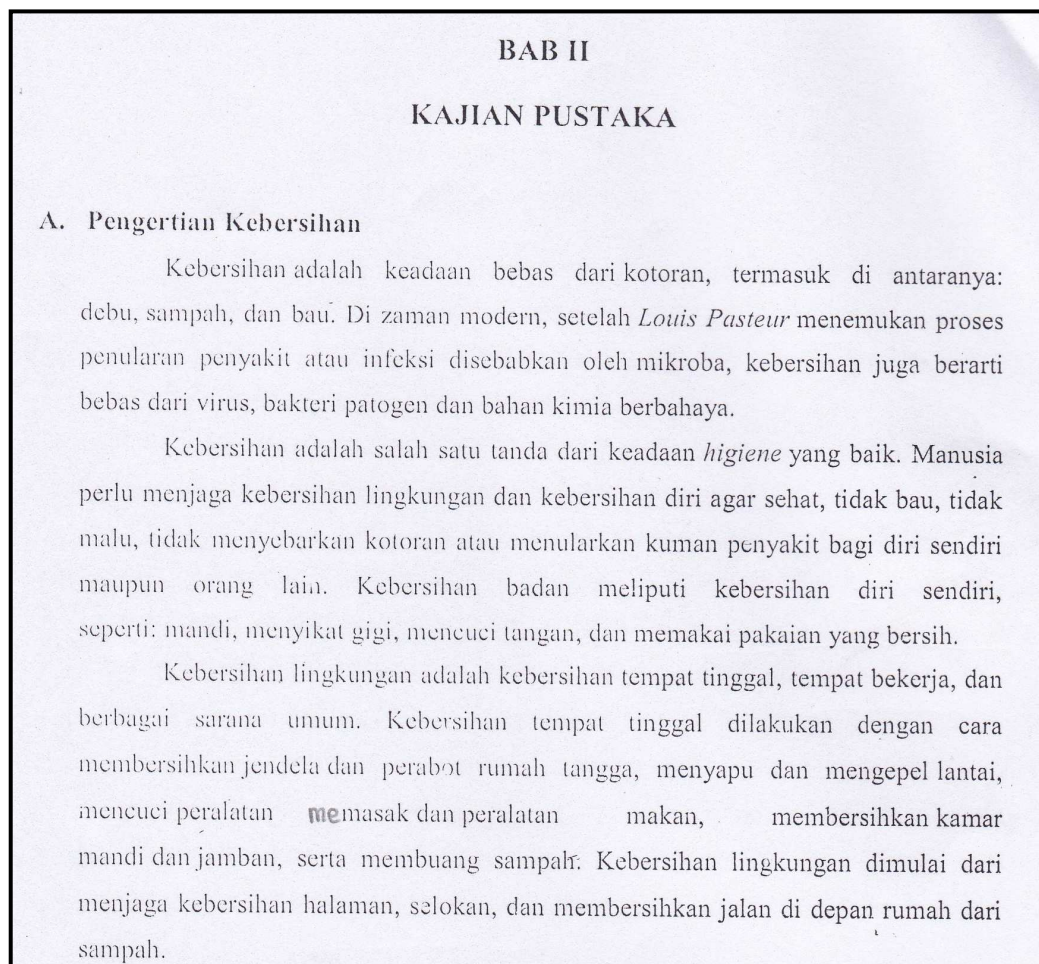 BAB II
KAJIAN PUSTAKA
A. Pengertian Kebersihan
Kebersihan adalah keadaan bebas dari kotoran, termasuk di antaranya:
debu, sampah, dan bau. Di zaman modern, setelah Louis Pasteur menemukan proses
penularan penyakit atau infeksi disebabkan oleh mikroba, kebersihan juga berarti
bebas dari virus, bakteri patogen dan bahan kimia berbahaya.
Kebersihan adalah salah satu tanda dari keadaan higiene yang baik. Manusia
perlu menjaga kebersihan lingkungan dan kebersihan diri agar sehat, tidak bau, tidak
malu, tidak menyebarkan kotoran atau menularkan kuman penyakit bagi diri sendiri
maupun orang lain. Kebersihan badan meliputi kebersihan diri sendiri,
seperti: mandi, menyikat gigi, mencuci tangan, dan memakai pakaian yang bersih.
Kebersihan lingkungan adalah kebersihan tempat tinggal, tempat bekerja, dan
berbagai sarana umum. Kebersihan tempat tinggal dilakukan dengan cara
membersihkan jendela dan perabot rumah tangga, menyapu dan mengepel lantai,
mencuci peralatan memasak dan peralatan makan, membersihkan kamar
mandi dan jamban, serta membuang sampah. Kebersihan lingkungan dimulai dari
menjaga kebersihan halaman, selokan, dan membersihkan jalan di depan rumah dari
sampah.